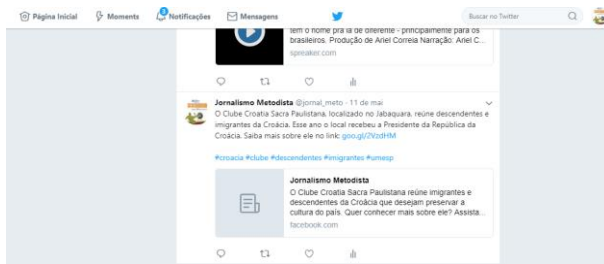 Página Inicial Moments 3 Notificações Mensagens Buscar no Twitter
tem o nome pra lá de diferente - principalmente para os
brasileiros. Produção de Ariel Correia Narração: Ariel C...
spreaker.com
Jornalismo Metodista @jornal_meto · 11 de mai
O Clube Croatia Sacra Paulistana, localizado no Jabaquara, reúne descendentes e
imigrantes da Croácia. Esse ano o local recebeu a Presidente da República da
Croácia. Saiba mais sobre ele no link: goo.gl/2VzdHM
#croacia #clube #descendentes #imigrantes #umesp
Jornalismo Metodista
O Clube Croatia Sacra Paulistana reúne imigrantes e
descendentes da Croácia que desejam preservar a
cultura do país. Quer conhecer mais sobre ele? Assista...
facebook.com